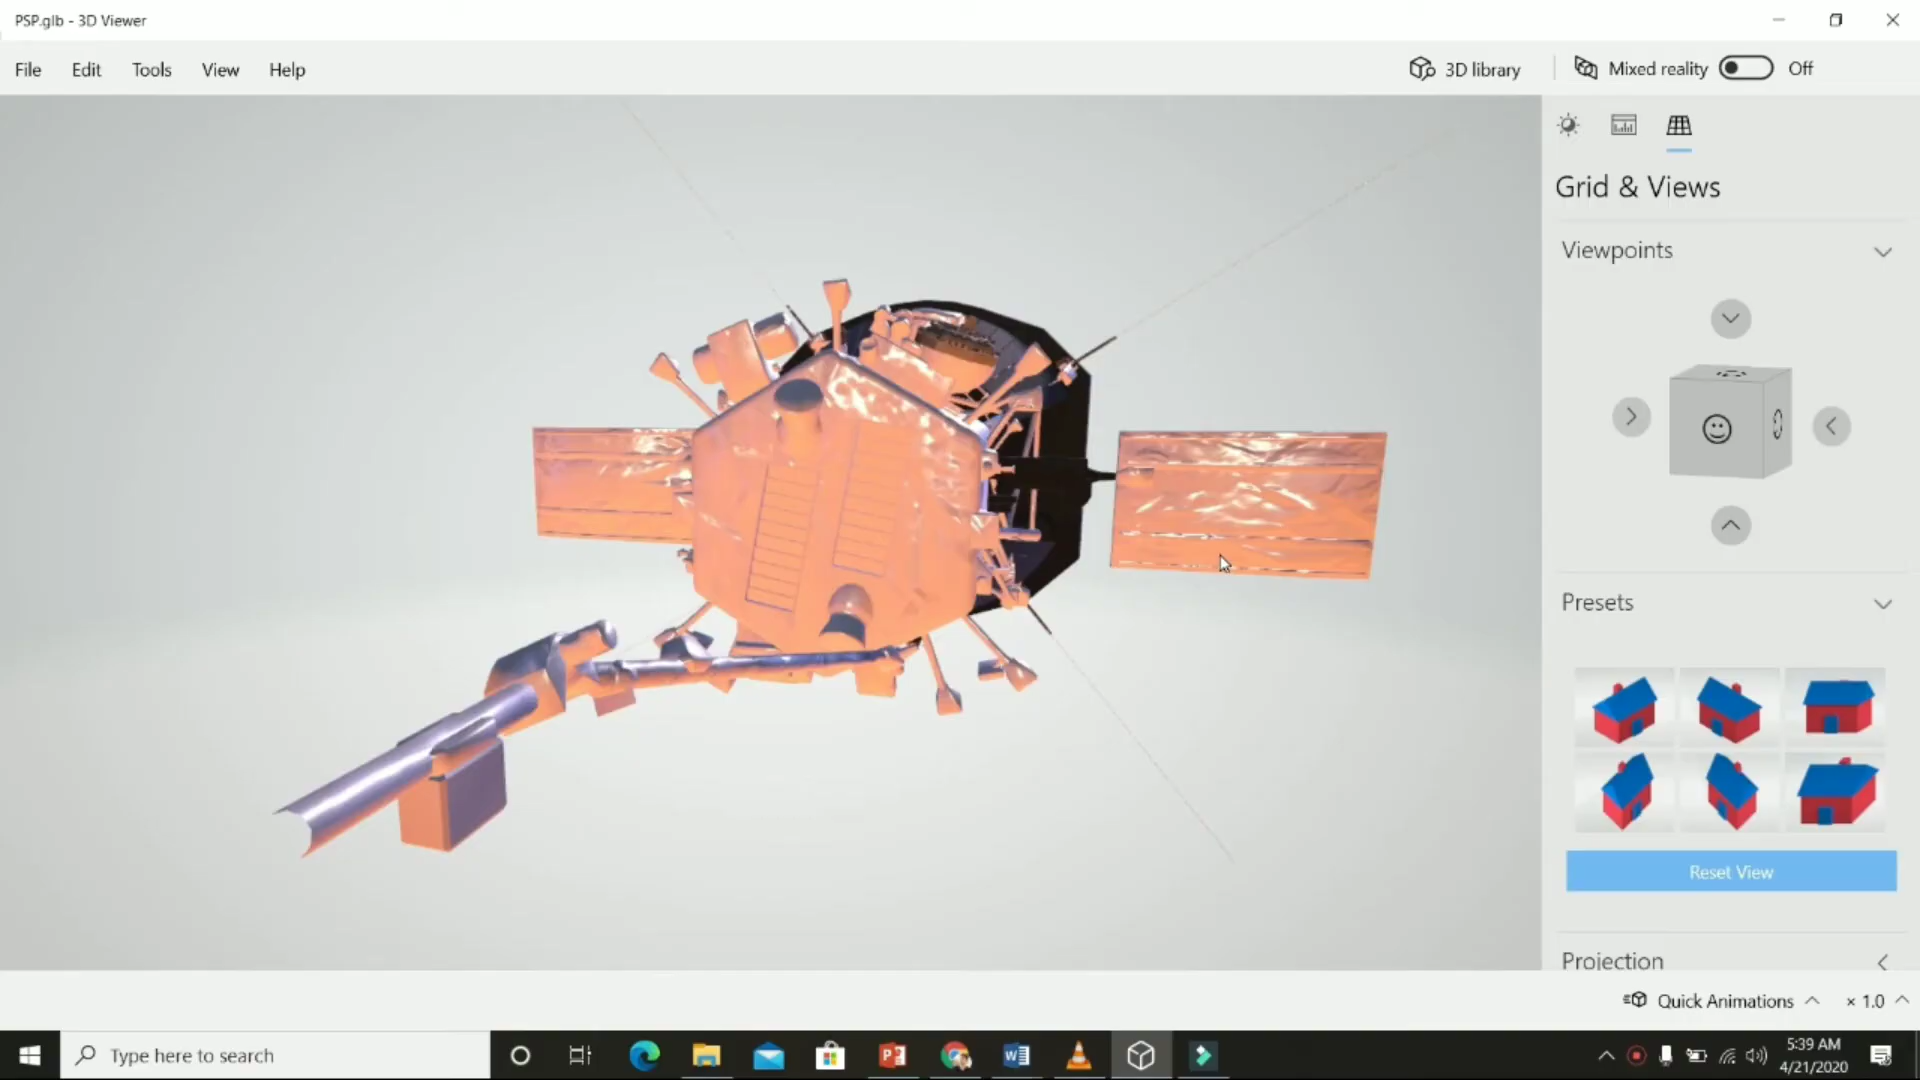 PSP.glb - 3D Viewer
File Edit Tools View Help
3D library
Mixed reality Off
Grid & Views
Viewpoints
Presets
Reset View
Projection
Quick Animations × 1.0
Type here to search
5:39 AM
4/21/2020